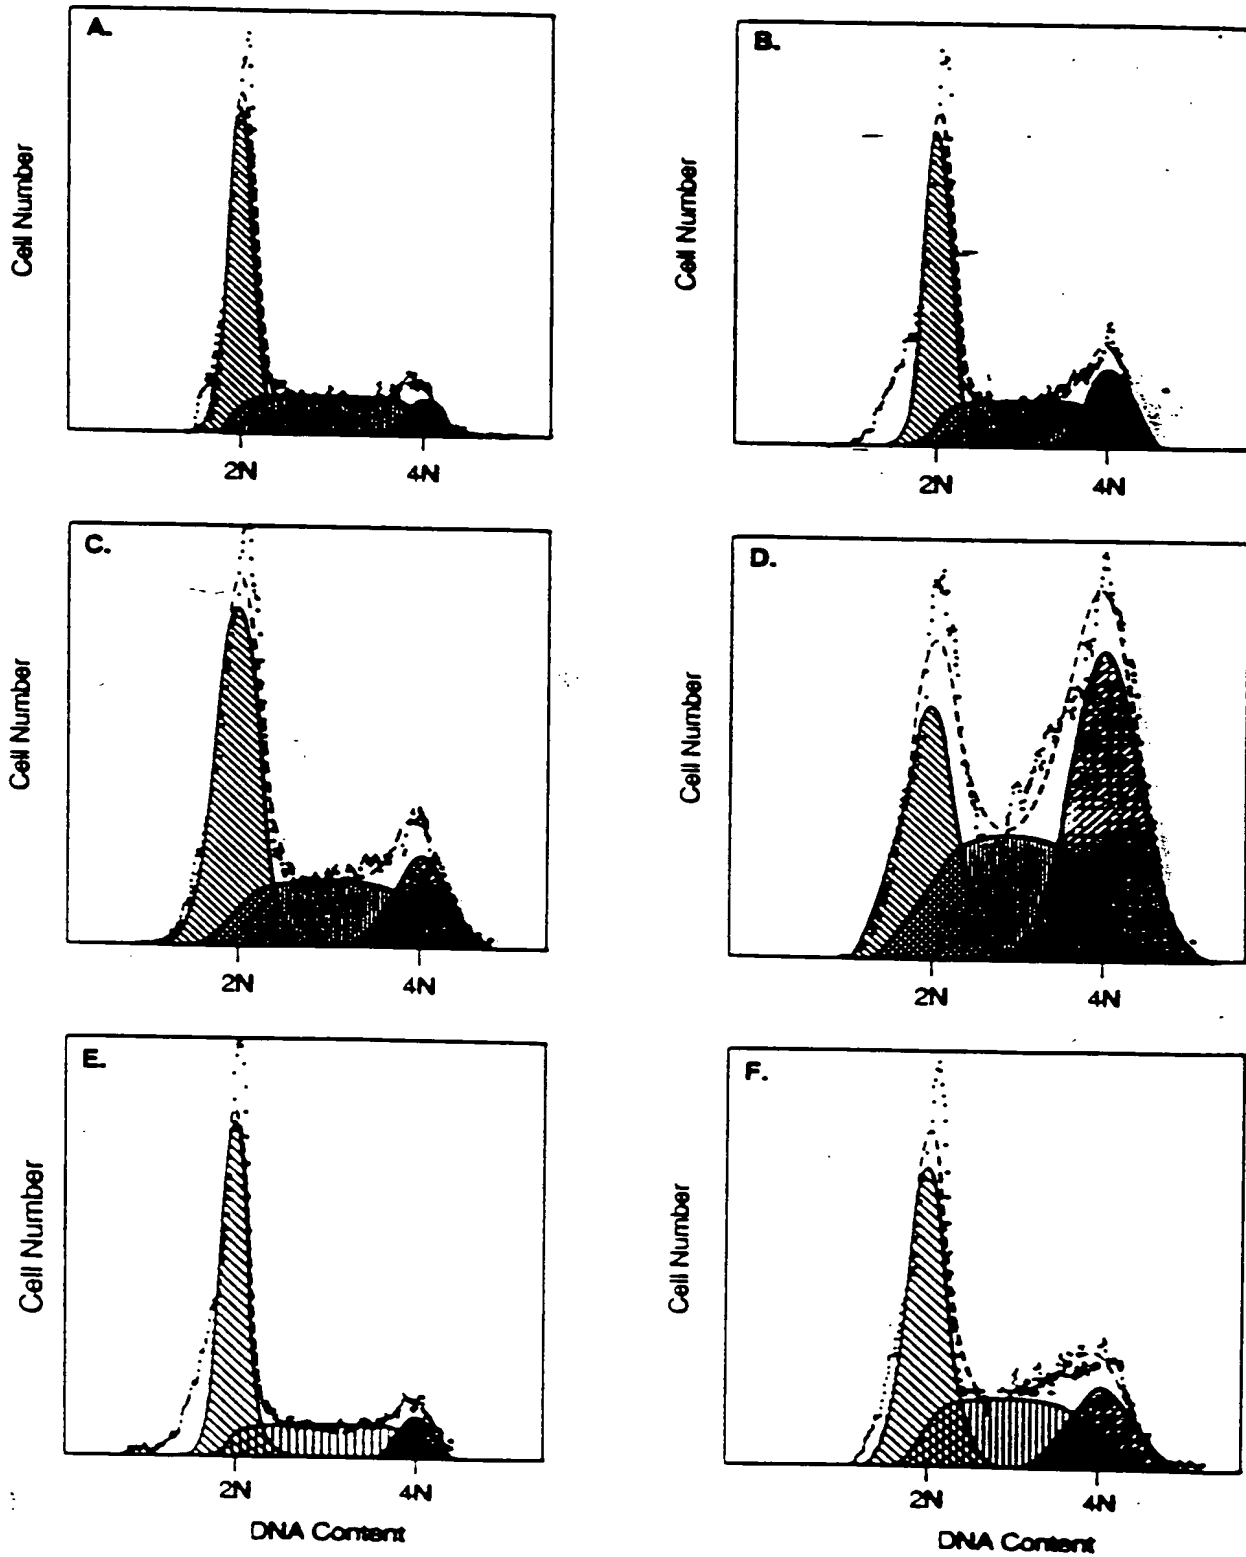 A.
Cell Number
2N 4N
B.
Cell Number
2N 4N
C.
Cell Number
2N 4N
D.
Cell Number
2N 4N
E.
Cell Number
2N 4N
DNA Content
F.
Cell Number
2N 4N
DNA Content